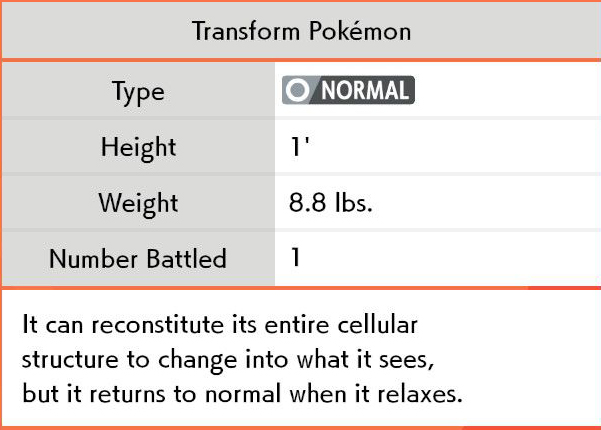 Transform Pokémon
Type NORMAL
Height 1'
Weight 8.8 lbs.
Number Battled 1
It can reconstitute its entire cellular
structure to change into what it sees,
but it returns to normal when it relaxes.